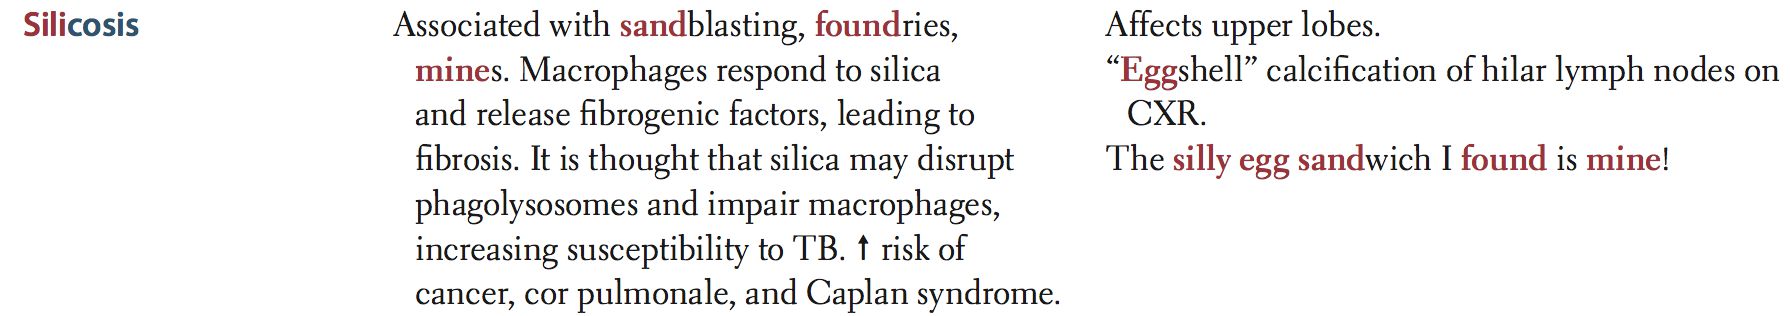 Silicosis
Associated with sandblasting, foundries,
mines. Macrophages respond to silica
and release fibrogenic factors, leading to
fibrosis. It is thought that silica may disrupt
phagolysosomes and impair macrophages,
increasing susceptibility to TB. ↑ risk of
cancer, cor pulmonale, and Caplan syndrome.
Affects upper lobes.
“Eggshell” calcification of hilar lymph nodes on
CXR.
The silly egg sandwich I found is mine!